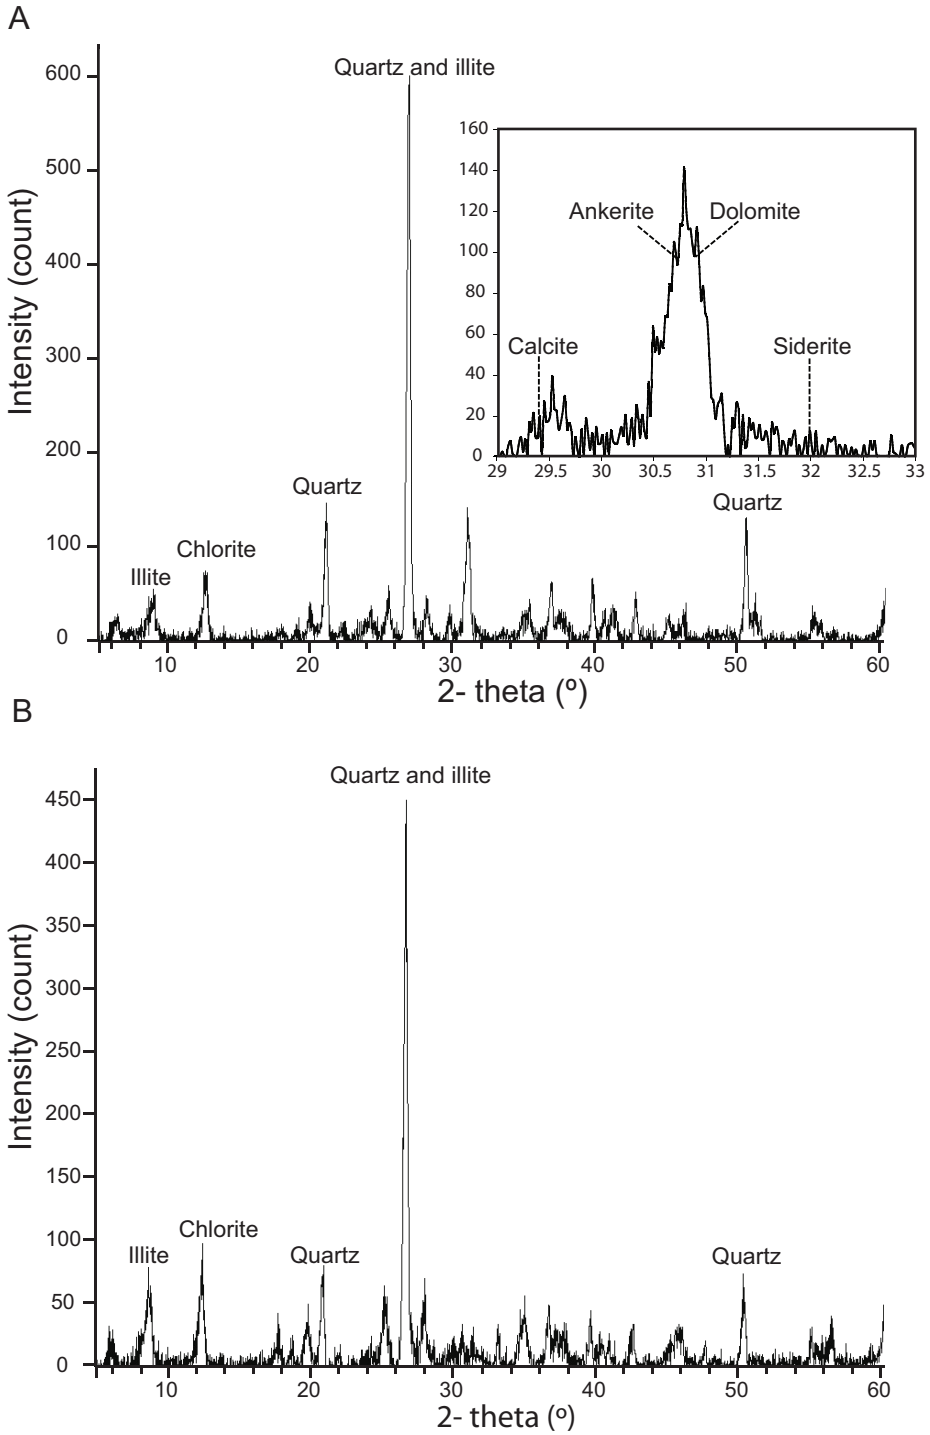 A
Intensity (count)
600
500
400
300
200
100
0
Quartz and illite
Quartz
Chlorite
Illite
Quartz
160
140
120
100
80
60
40
20
0
Ankerite
Dolomite
Calcite
Siderite
29 29.5 30 30.5 31 31.5 32 32.5 33
10 20 30 40 50 60
2- theta (º)
B
Intensity (count)
450
400
350
300
250
200
150
100
50
0
Quartz and illite
Chlorite
Illite
Quartz
Quartz
10 20 30 40 50 60
2- theta (º)